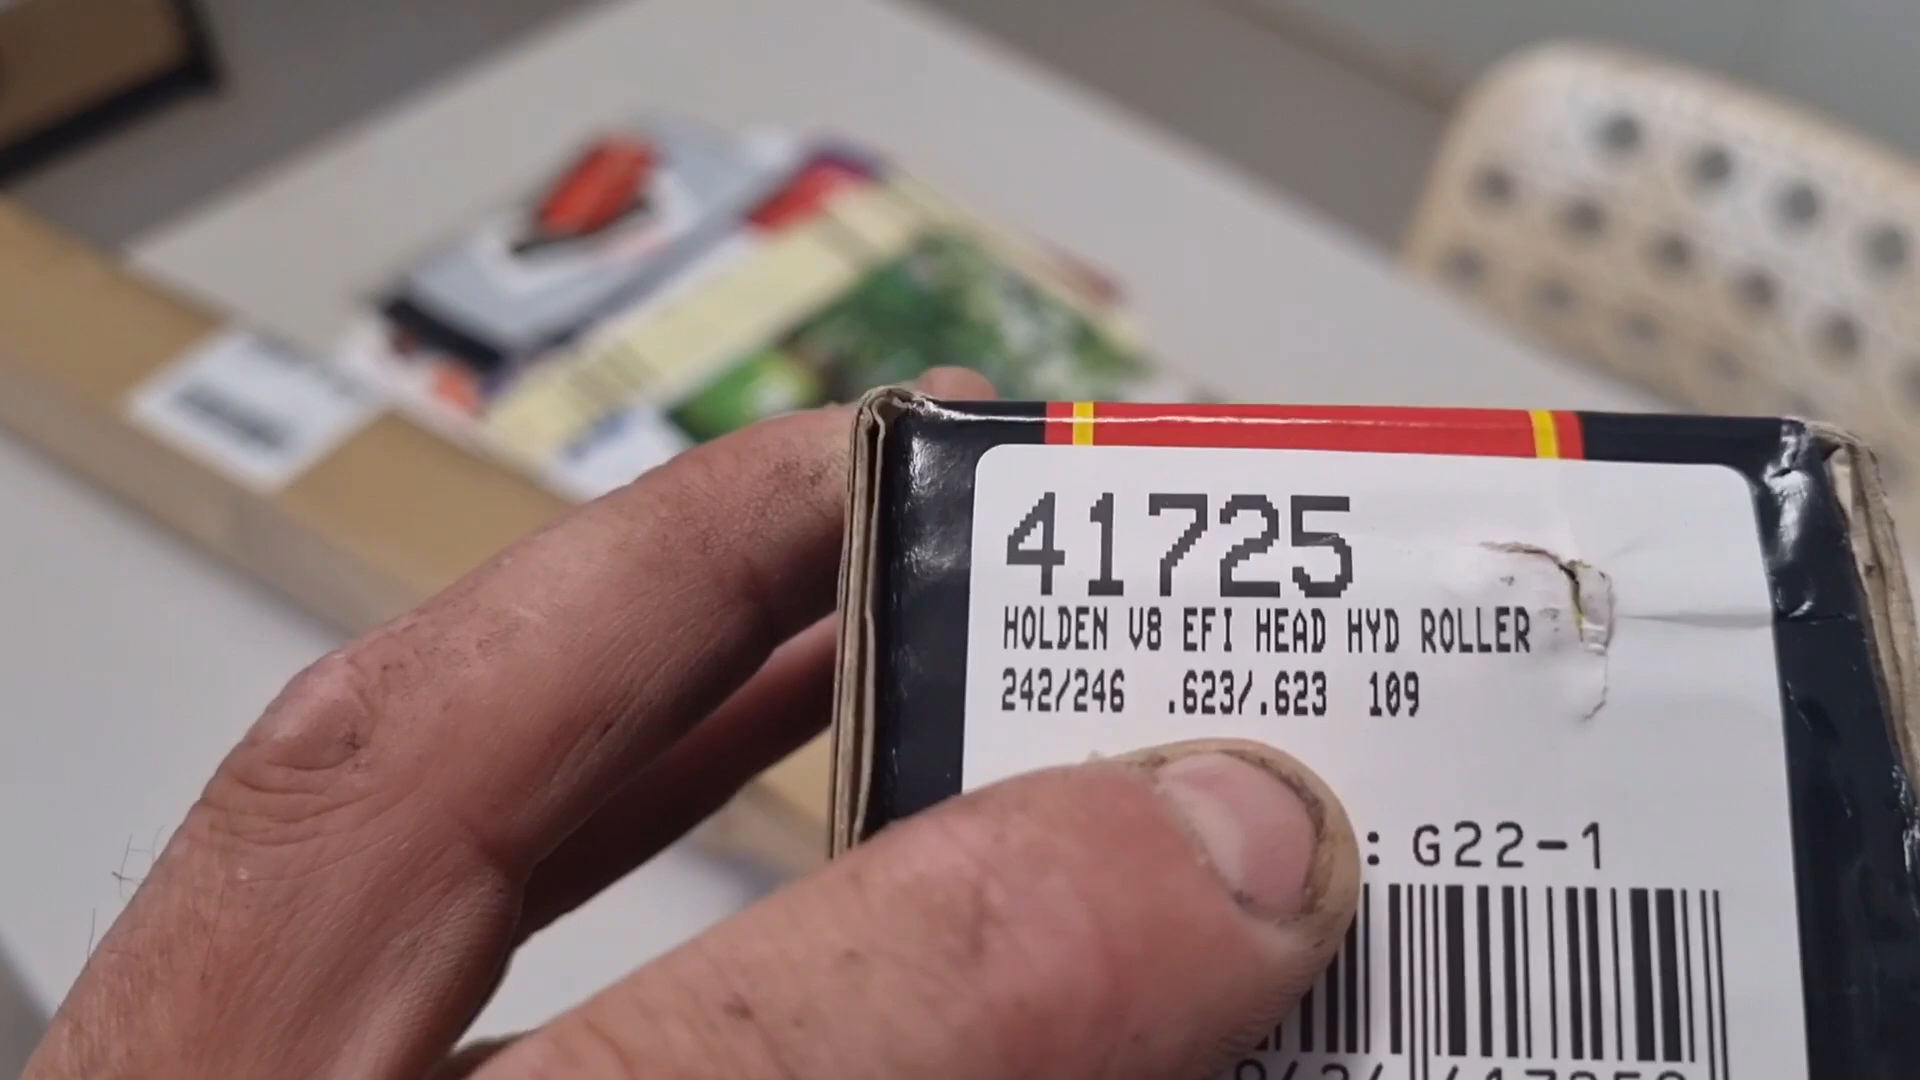 41725
HOLDEN V8 EFI HEAD HYD ROLLER
242/246 .623/.623 109
: G22-1